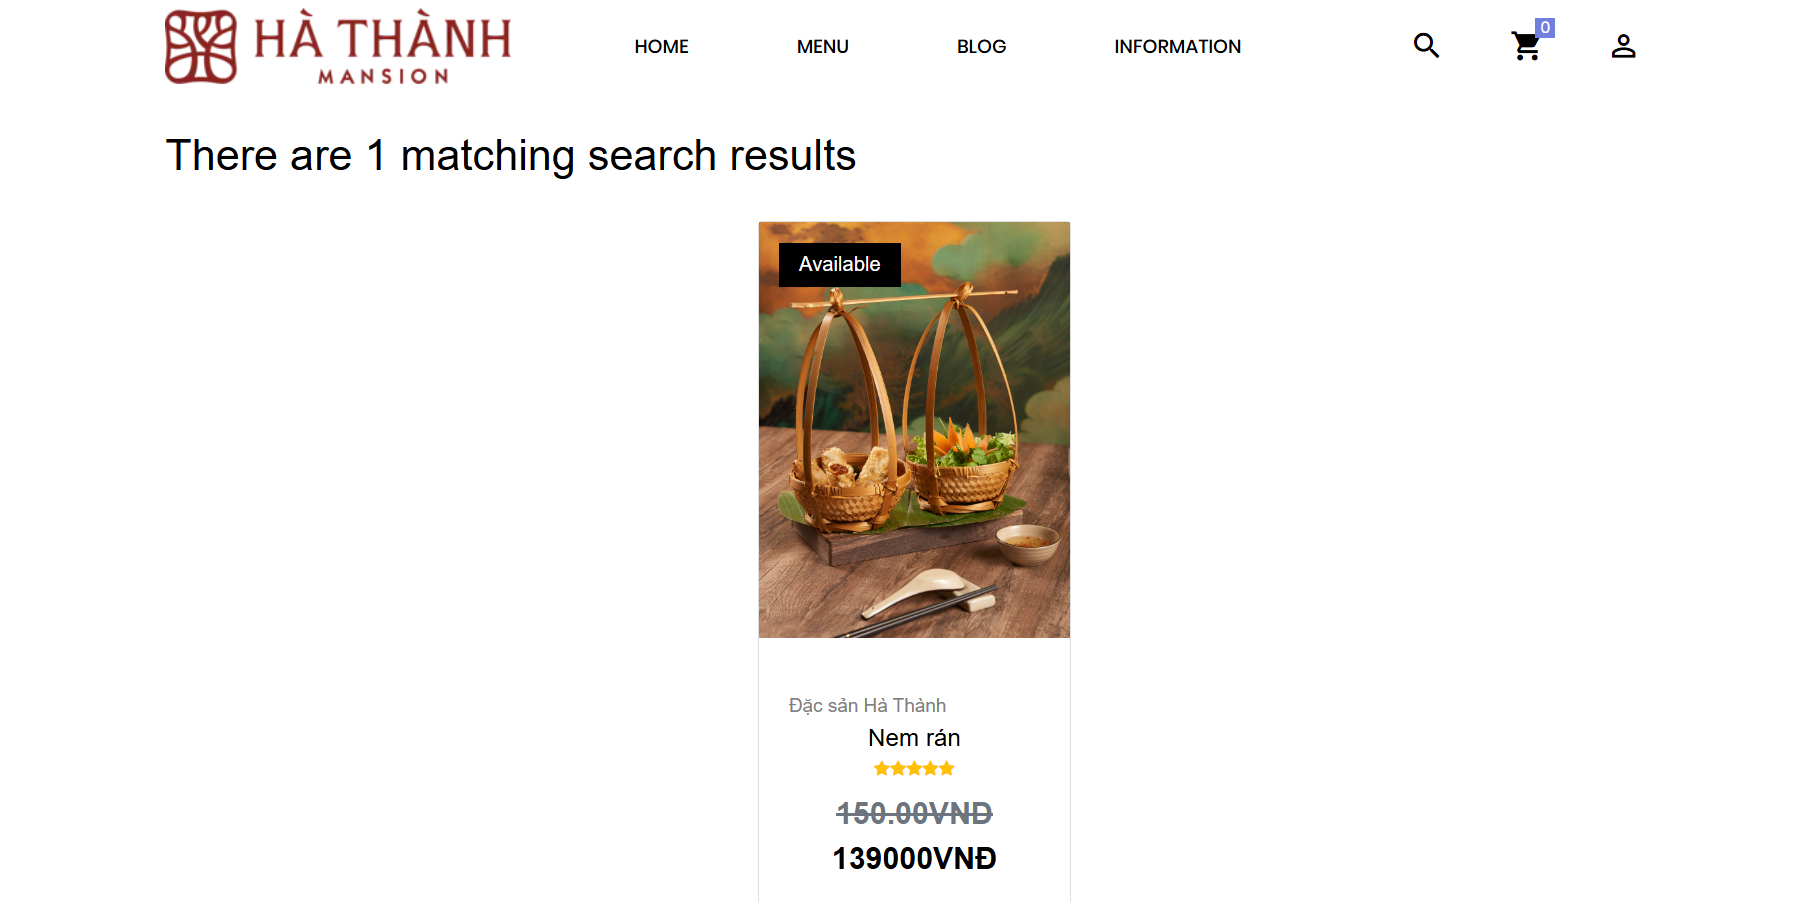 HÀ THÀNH
MANSION
HOME
MENU
BLOG
INFORMATION
0
There are 1 matching search results
Available
Đặc sản Hà Thành
Nem rán
150.00VNĐ
139000VNĐ